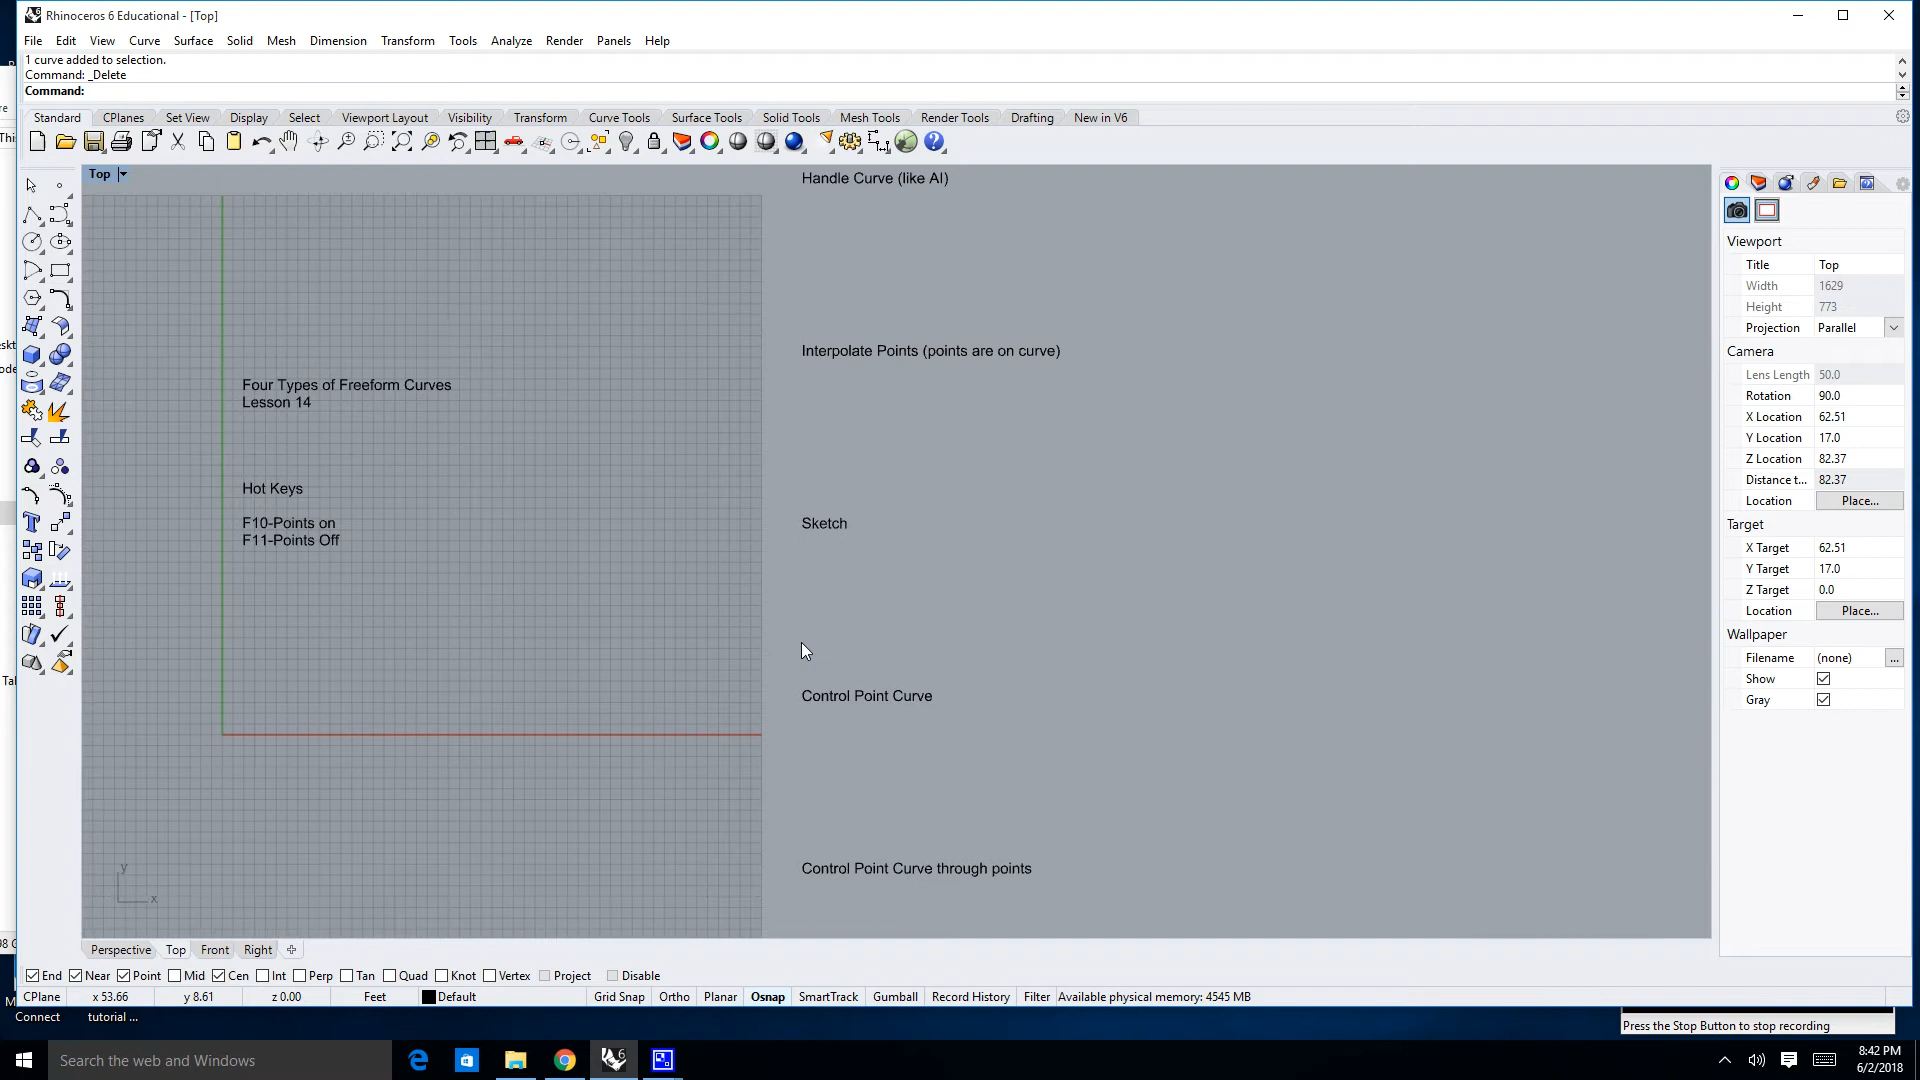 Rhinoceros 6 Educational - [Top]
File Edit View Curve Surface Solid Mesh Dimension Transform Tools Analyze Render Panels Help
1 curve added to selection.
Command: _Delete
Command:
Standard CPlanes Set View Display Select Viewport Layout Visibility Transform Curve Tools Surface Tools Solid Tools Mesh Tools Render Tools Drafting New in V6
Top
Handle Curve (like AI)
Interpolate Points (points are on curve)
Four Types of Freeform Curves
Lesson 14
Hot Keys
F10-Points on
F11-Points Off
Sketch
Control Point Curve
Control Point Curve through points
y
x
Viewport
Title Top
Width 1629
Height 773
Projection Parallel
Camera
Lens Length 50.0
Rotation 90.0
X Location 62.51
Y Location 17.0
Z Location 82.37
Distance t... 82.37
Location Place...
Target
X Target 62.51
Y Target 17.0
Z Target 0.0
Location Place...
Wallpaper
Filename (none) ...
Show
Gray
Perspective Top Front Right
End Near Point Mid Cen Int Perp Tan Quad Knot Vertex Project Disable
CPlane x 53.66 y 8.61 z 0.00 Feet Default Grid Snap Ortho Planar Osnap SmartTrack Gumball Record History Filter Available physical memory: 4545 MB
Connect tutorial ...
Press the Stop Button to stop recording
Search the web and Windows
8:42 PM
6/2/2018